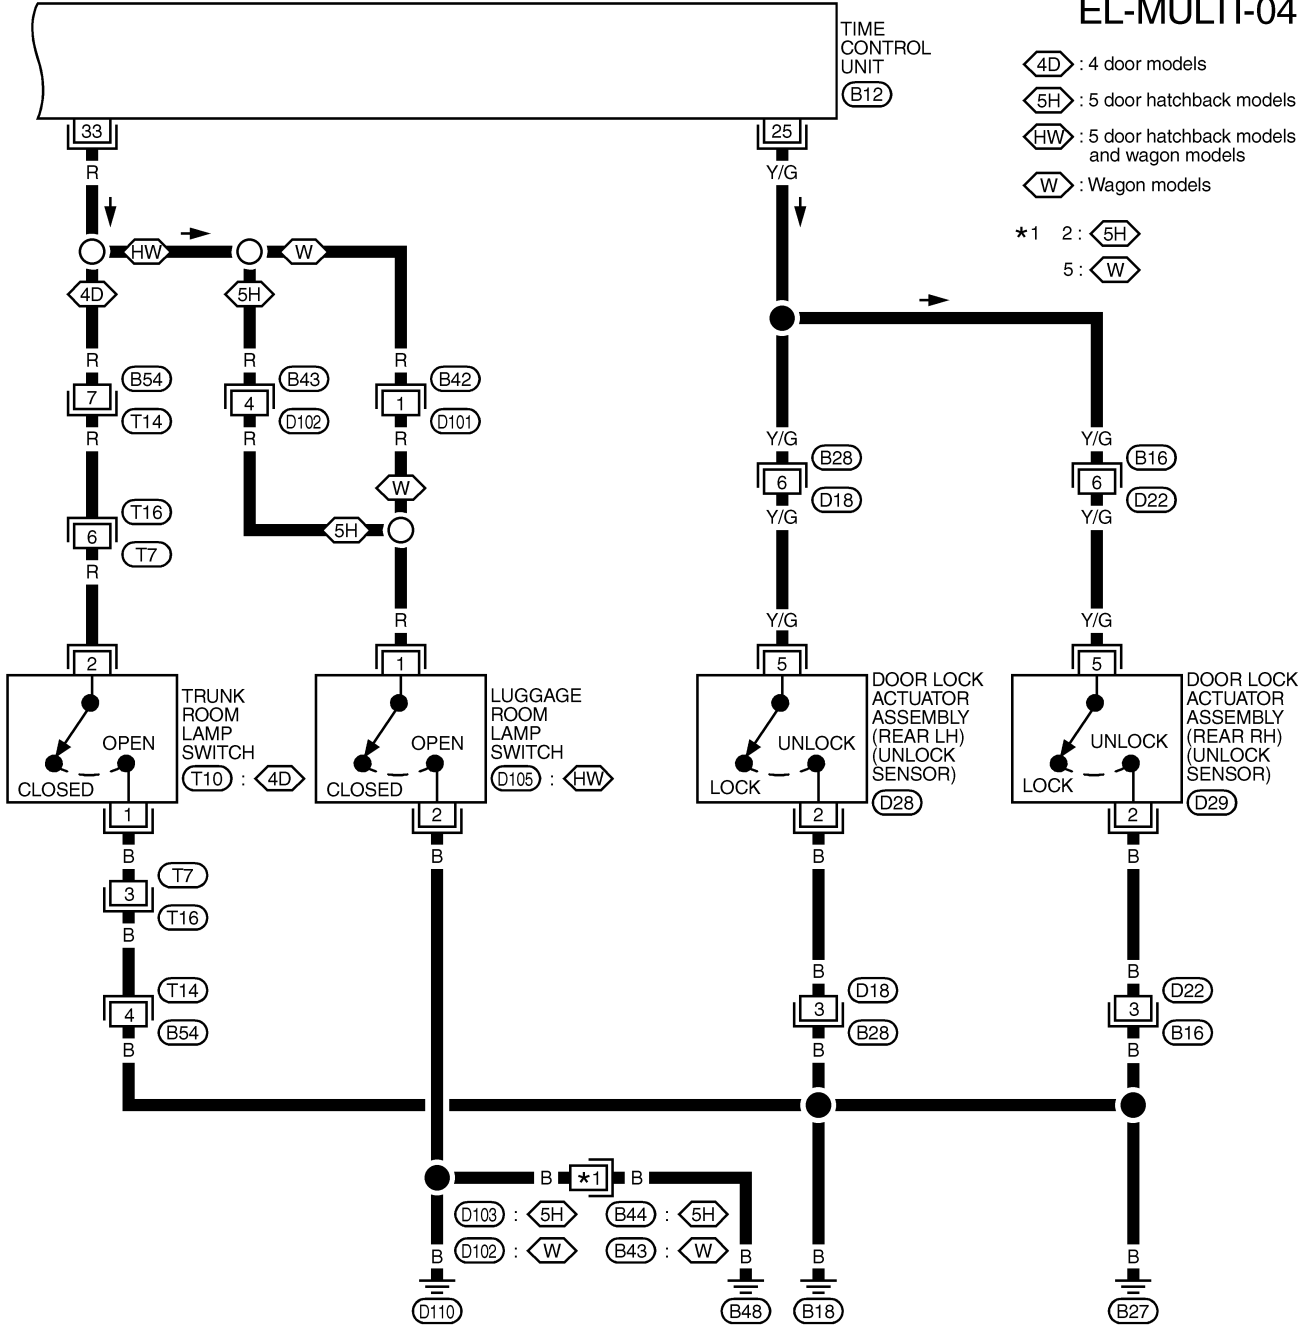 EL-MULTI-04
TIME
CONTROL
UNIT
B12
4D : 4 door models
5H : 5 door hatchback models
HW : 5 door hatchback models
and wagon models
W : Wagon models
*1 2 : 5H
5 : W
33 25
R Y/G
HW W
4D 5H
R R R
7 B54 4 B43 1 B42
T14 D102 D101
R R R
Y/G Y/G
6 B28 6 B16
D18 D22
Y/G Y/G
W
5H
6 T16
T7
R
R Y/G Y/G
2 1 5 5
TRUNK
ROOM
LAMP
SWITCH
T10 : 4D
OPEN
CLOSED
LUGGAGE
ROOM
LAMP
SWITCH
D105 : HW
OPEN
CLOSED
DOOR LOCK
ACTUATOR
ASSEMBLY
(REAR LH)
(UNLOCK
SENSOR)
D28
UNLOCK
LOCK
DOOR LOCK
ACTUATOR
ASSEMBLY
(REAR RH)
(UNLOCK
SENSOR)
D29
UNLOCK
LOCK
1 2 2 2
B B B B
3 T7
T16
B
B B
4 T14 3 D18 3 D22
B54 B28 B16
B B B
B *1 B
D103 : 5H B44 : 5H
D102 : W B43 : W
B B B B
D110 B48 B18 B27